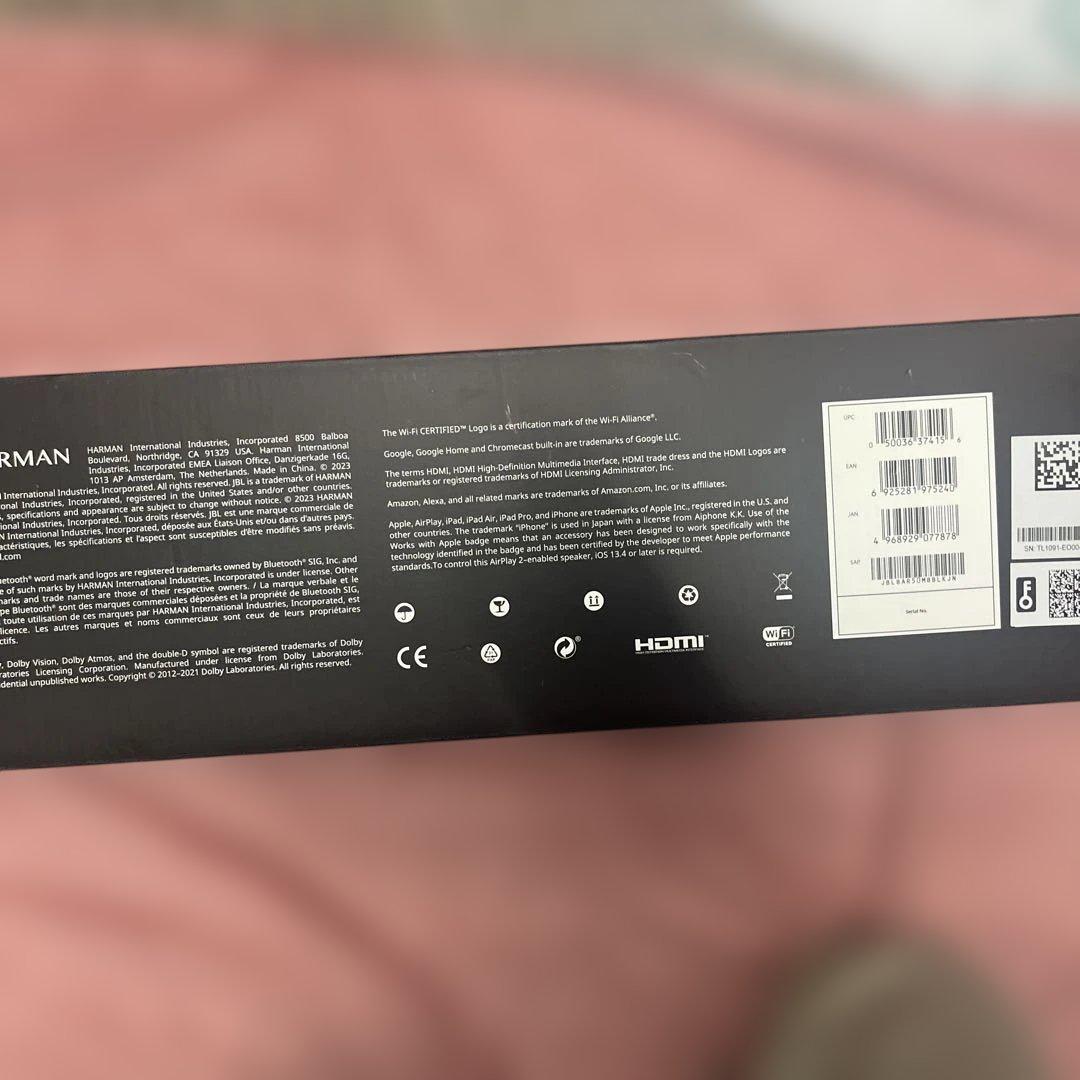 RMAN
HARMAN International Industries, Incorporated 8500 Balboa
Boulevard, Northridge, CA 91329 USA. Harman International
Industries, Incorporated EMEA Liaison Office, Danzigerkade 16G,
1013 AP Amsterdam, The Netherlands. Made in China. © 2023
International Industries, Incorporated. All rights reserved. JBL is a trademark of HARMAN
onal Industries, Incorporated, registered in the United States and/or other countries.
, specifications and appearance are subject to change without notice. © 2023 HARMAN
onal Industries, Incorporated. Tous droits réservés. JBL est une marque commerciale de
N International Industries, Incorporated, déposée aux États-Unis et/ou dans d'autres pays.
actéristiques, les spécifications et l'aspect sont susceptibles d'être modifiés sans préavis.
l.com
uetooth® word mark and logos are registered trademarks owned by Bluetooth® SIG, Inc. and
e of such marks by HARMAN International Industries, Incorporated is under license. Other
marks and trade names are those of their respective owners. / La marque verbale et le
pe Bluetooth® sont des marques commerciales déposées et la propriété de Bluetooth SIG,
toute utilisation de ces marques par HARMAN International Industries, Incorporated, est
licence. Les autres marques et noms commerciaux sont ceux de leurs propriétaires
ctifs.
, Dolby Vision, Dolby Atmos, and the double-D symbol are registered trademarks of Dolby
ratories Licensing Corporation. Manufactured under license from Dolby Laboratories.
dential unpublished works. Copyright © 2012–2021 Dolby Laboratories. All rights reserved.
The Wi-Fi CERTIFIED™ Logo is a certification mark of the Wi-Fi Alliance®.
Google, Google Home and Chromecast built-in are trademarks of Google LLC.
The terms HDMI, HDMI High-Definition Multimedia Interface, HDMI trade dress and the HDMI Logos are
trademarks or registered trademarks of HDMI Licensing Administrator, Inc.
Amazon, Alexa, and all related marks are trademarks of Amazon.com, Inc. or its affiliates.
Apple, AirPlay, iPad, iPad Air, iPad Pro, and iPhone are trademarks of Apple Inc., registered in the U.S. and
other countries. The trademark "iPhone" is used in Japan with a license from Aiphone K.K. Use of the
Works with Apple badge means that an accessory has been designed to work specifically with the
technology identified in the badge and has been certified by the developer to meet Apple performance
standards.To control this AirPlay 2–enabled speaker, iOS 13.4 or later is required.
CE
HDMI™
HIGH-DEFINITION MULTIMEDIA INTERFACE
Wi Fi
CERTIFIED
UPC
0 50036 37415 6
EAN
6 925281 975240
JAN
4 968929 077878
SAP
JBLBAR50MBBLKJN
Serial No.
SN: TL1091-EO00